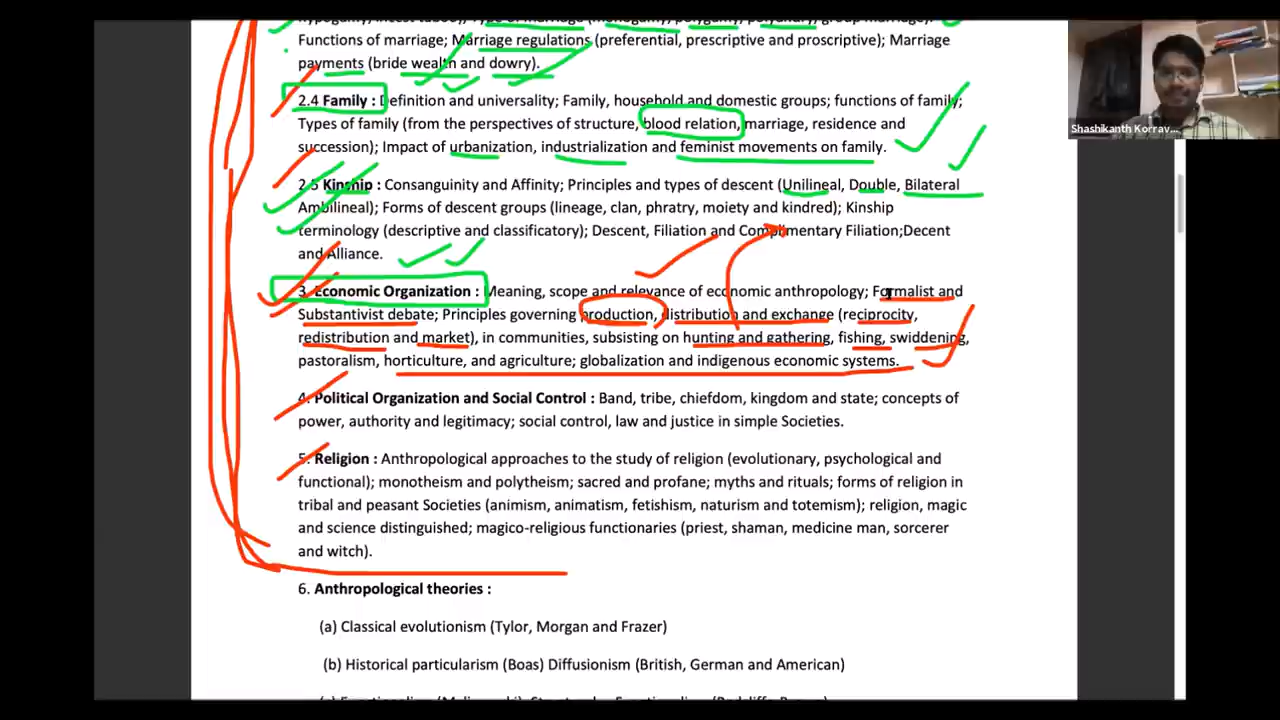 Functions of marriage; Marriage regulations (preferential, prescriptive and proscriptive); Marriage
payments (bride wealth and dowry).
2.4 Family : Definition and universality; Family, household and domestic groups; functions of family;
Types of family (from the perspectives of structure, blood relation, marriage, residence and
succession); Impact of urbanization, industrialization and feminist movements on family.
2.5 Kinship : Consanguinity and Affinity; Principles and types of descent (Unilineal, Double, Bilateral
Ambilineal); Forms of descent groups (lineage, clan, phratry, moiety and kindred); Kinship
terminology (descriptive and classificatory); Descent, Filiation and Complimentary Filiation;Decent
and Alliance.
3. Economic Organization : Meaning, scope and relevance of economic anthropology; Formalist and
Substantivist debate; Principles governing production, distribution and exchange (reciprocity,
redistribution and market), in communities, subsisting on hunting and gathering, fishing, swiddening,
pastoralism, horticulture, and agriculture; globalization and indigenous economic systems.
4. Political Organization and Social Control : Band, tribe, chiefdom, kingdom and state; concepts of
power, authority and legitimacy; social control, law and justice in simple Societies.
5. Religion : Anthropological approaches to the study of religion (evolutionary, psychological and
functional); monotheism and polytheism; sacred and profane; myths and rituals; forms of religion in
tribal and peasant Societies (animism, animatism, fetishism, naturism and totemism); religion, magic
and science distinguished; magico-religious functionaries (priest, shaman, medicine man, sorcerer
and witch).
6. Anthropological theories :
(a) Classical evolutionism (Tylor, Morgan and Frazer)
(b) Historical particularism (Boas) Diffusionism (British, German and American)
Shashikanth Korrav...